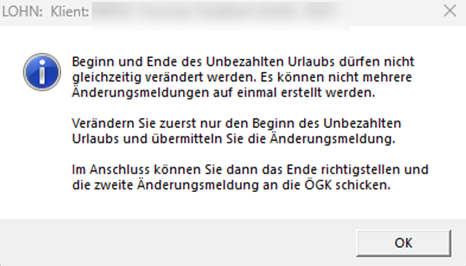 LOHN: Klient:
Beginn und Ende des Unbezahlten Urlaubs dürfen nicht
gleichzeitig verändert werden. Es können nicht mehrere
Änderungsmeldungen auf einmal erstellt werden.
Verändern Sie zuerst nur den Beginn des Unbezahlten
Urlaubs und übermitteln Sie die Änderungsmeldung.
Im Anschluss können Sie dann das Ende richtigstellen und
die zweite Änderungsmeldung an die ÖGK schicken.
OK